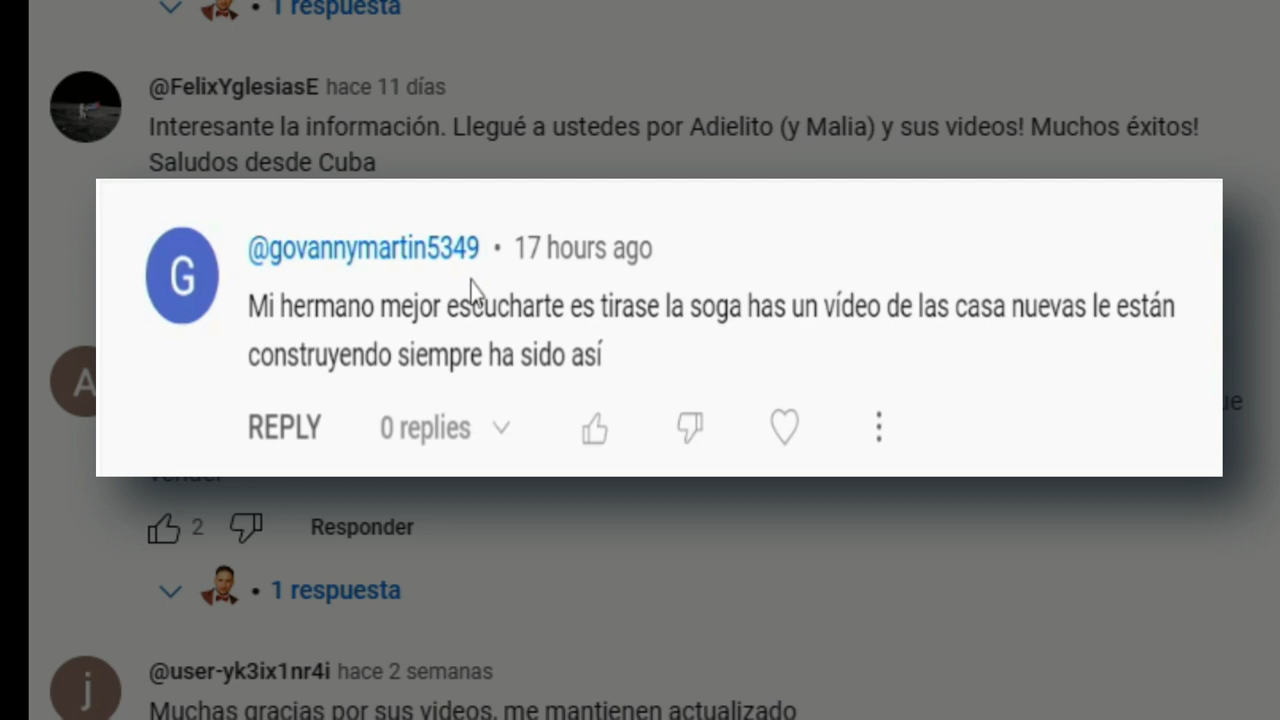 1 respuesta
@FelixYglesiasE hace 11 días
Interesante la información. Llegué a ustedes por Adielito (y Malia) y sus videos! Muchos éxitos!
Saludos desde Cuba
G
@govannymartin5349 • 17 hours ago
Mi hermano mejor escucharte es tirase la soga has un vídeo de las casa nuevas le están
construyendo siempre ha sido así
REPLY 0 replies
A
2 Responder
• 1 respuesta
@user-yk3ix1nr4i hace 2 semanas
j
Muchas gracias por sus videos, me mantienen actualizado